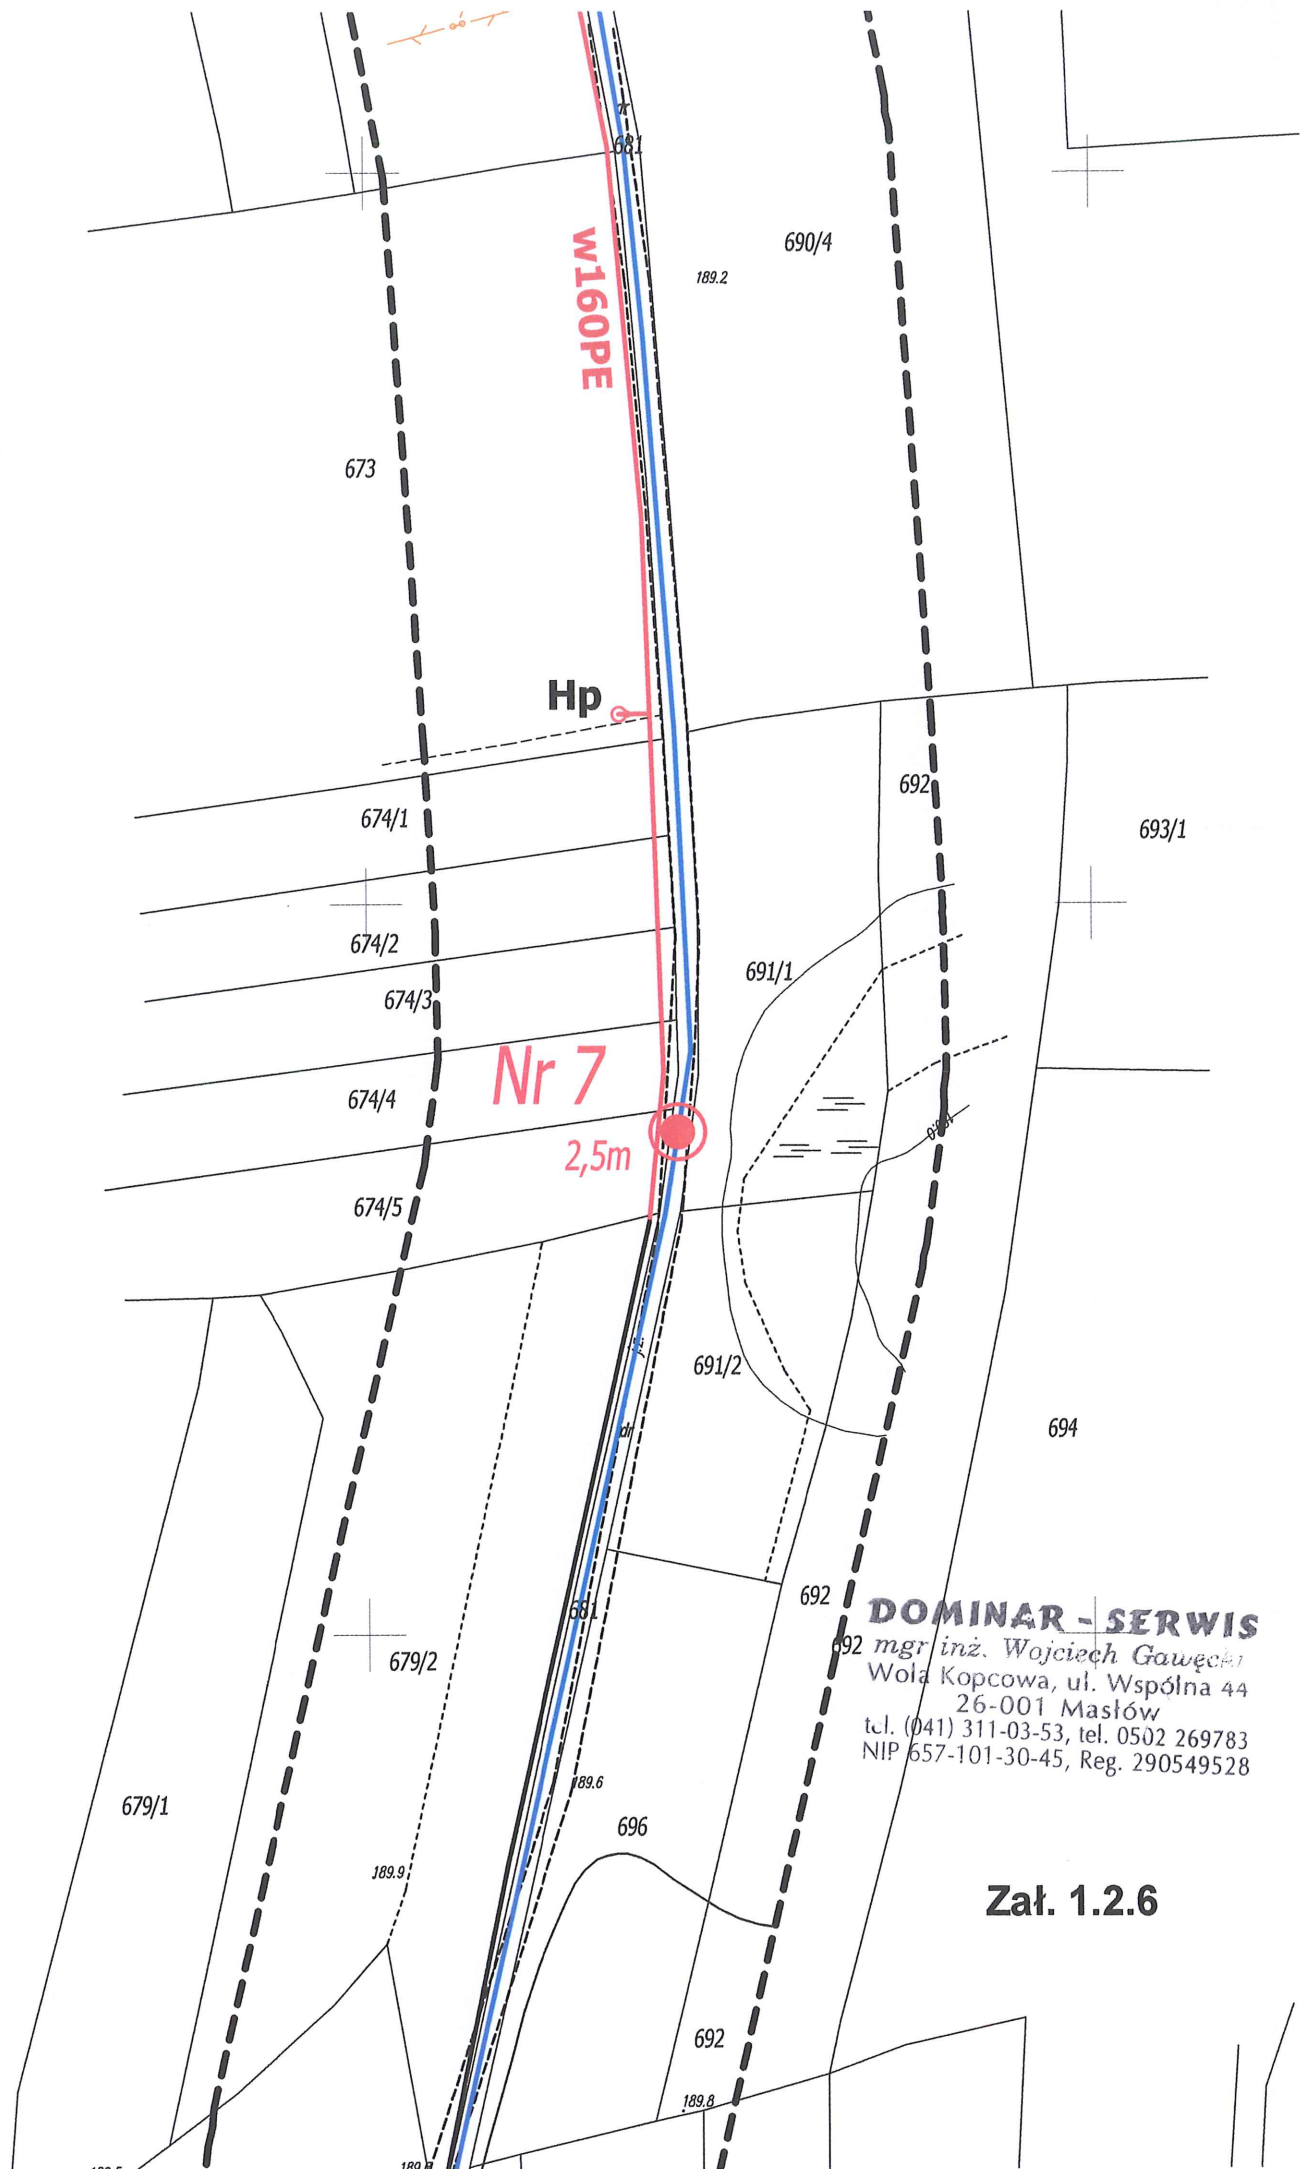 681
690/4
189.2
w160PE
673
Hp
692
674/1
693/1
674/2
691/1
674/3
Nr 7
674/4
2,5m
674/5
691/2
dr
694
692
681
692
679/2
DOMINAR - SERWIS
mgr inż. Wojciech Gawęcki
Wola Kopcowa, ul. Wspólna 44
26-001 Masłów
tel. (041) 311-03-53, tel. 0502 269783
NIP 657-101-30-45, Reg. 290549528
189.6
679/1
696
189.9
Zał. 1.2.6
692
189.8